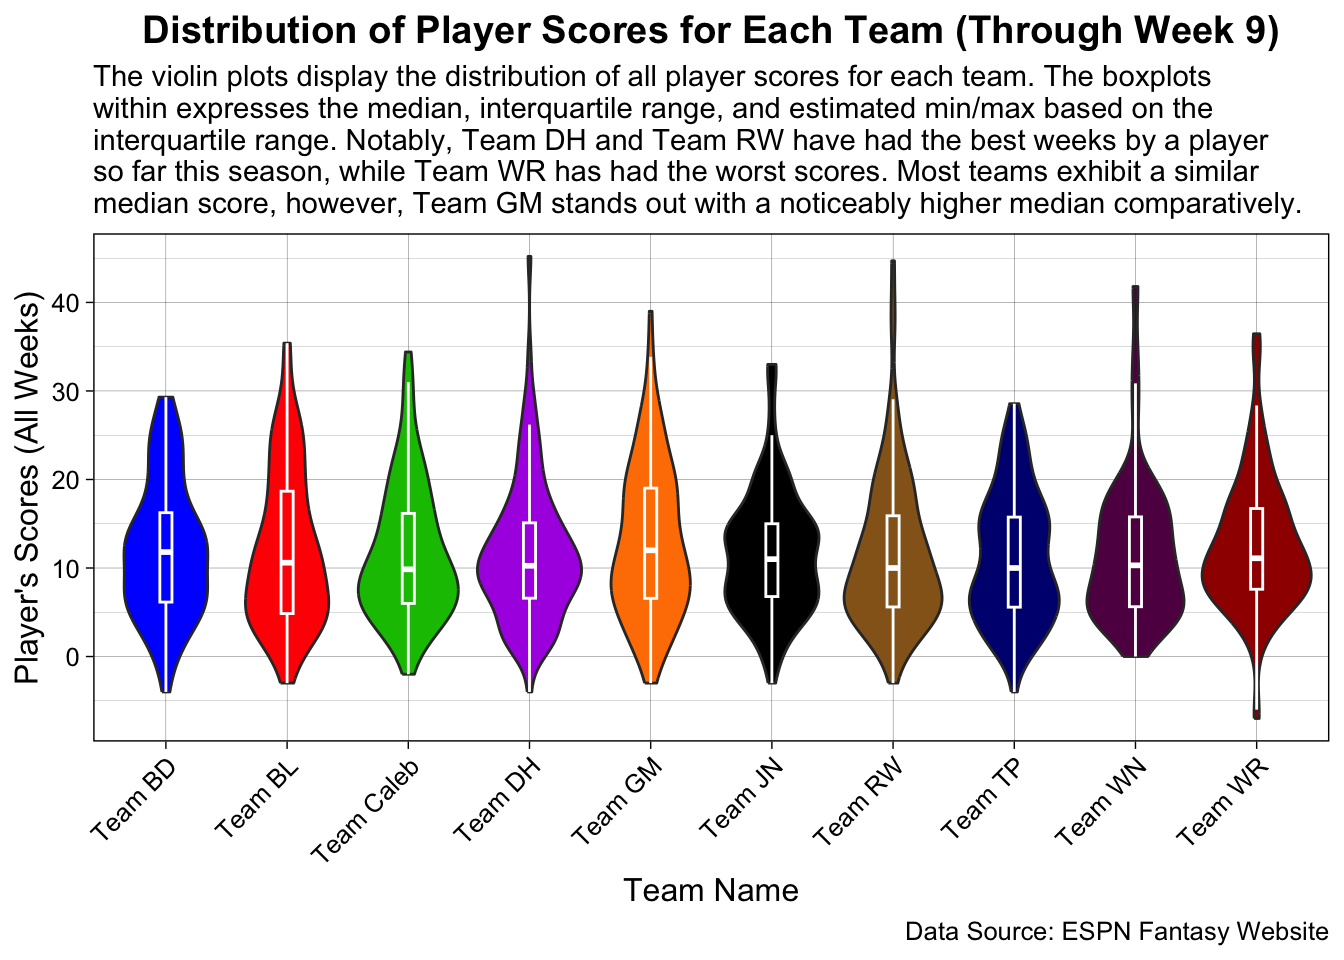 Distribution of Player Scores for Each Team (Through Week 9)
The violin plots display the distribution of all player scores for each team. The boxplots
within expresses the median, interquartile range, and estimated min/max based on the
interquartile range. Notably, Team DH and Team RW have had the best weeks by a player
so far this season, while Team WR has had the worst scores. Most teams exhibit a similar
median score, however, Team GM stands out with a noticeably higher median comparatively.
Player's Scores (All Weeks)
40
30
20
10
0
Team BD
Team BL
Team Caleb
Team DH
Team GM
Team JN
Team RW
Team TP
Team WN
Team WR
Team Name
Data Source: ESPN Fantasy Website